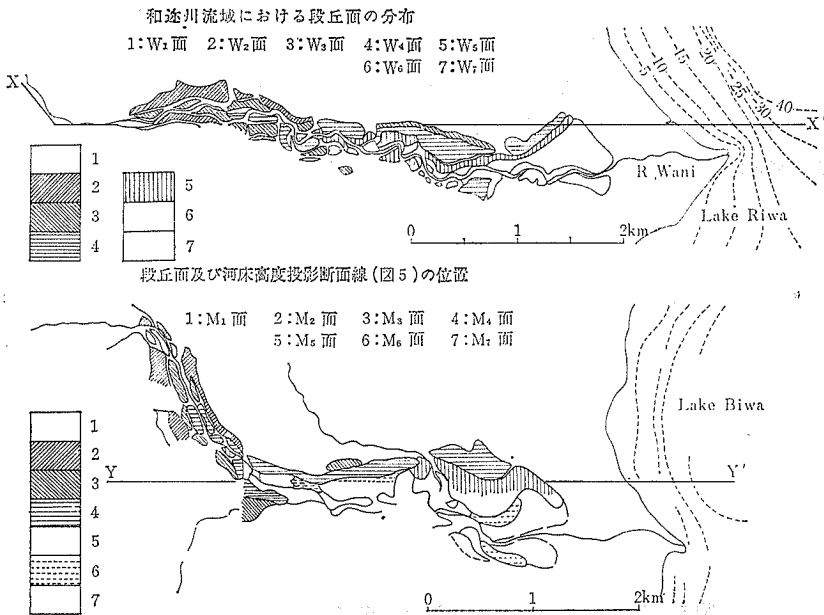 和迩川流域における段丘面の分布
1:W₁面 2:W₂面 3:W₃面 4:W₄面 5:W₅面
6:W₆面 7:W₇面
X
X'
-5
-10
-15
-20
-25
-30
-40
R. Wani
Lake Riwa
1
2
3
4
5
6
7
0 1 2km
段丘面及び河床高度投影断面線(図5)の位置
1:M₁面 2:M₂面 3:M₃面 4:M₄面
5:M₅面 6:M₆面 7:M₇面
Lake Biwa
1
2
3
4
5
6
7
Y
Y'
0 1 2km